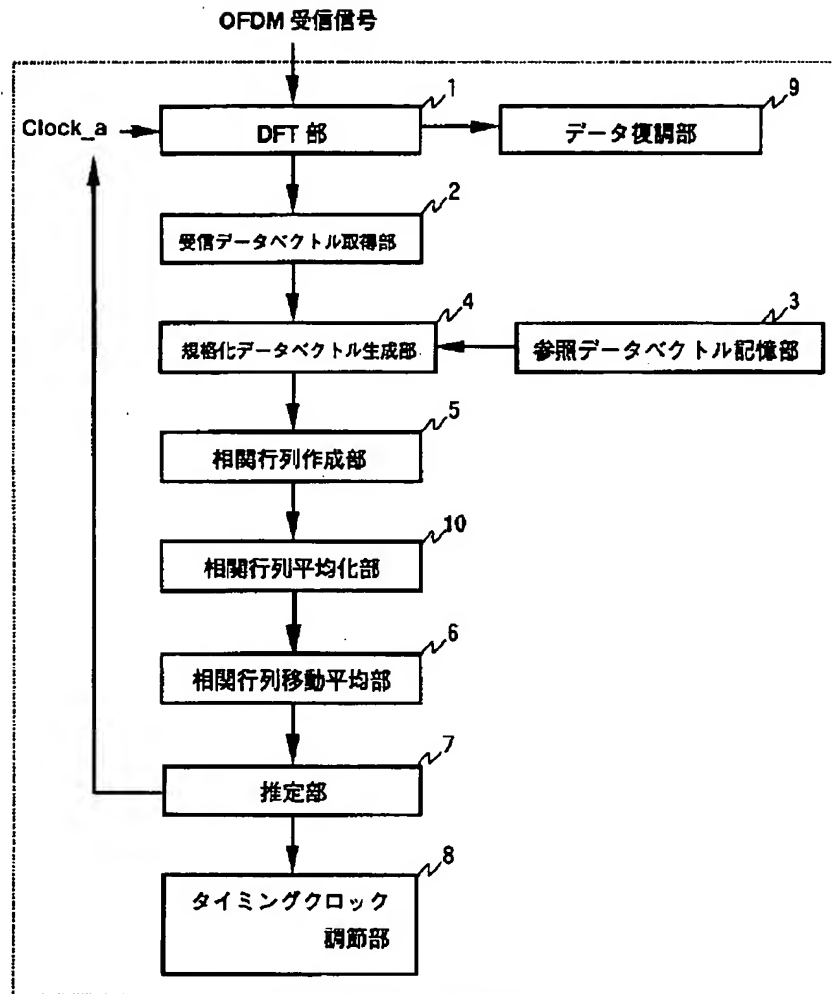 OFDM 受信信号
1
9
Clock_a
DFT 部
データ復調部
2
受信データベクトル取得部
4
3
規格化データベクトル生成部
参照データベクトル記憶部
5
相関行列作成部
10
相関行列平均化部
6
相関行列移動平均部
7
推定部
8
タイミングクロック
調節部